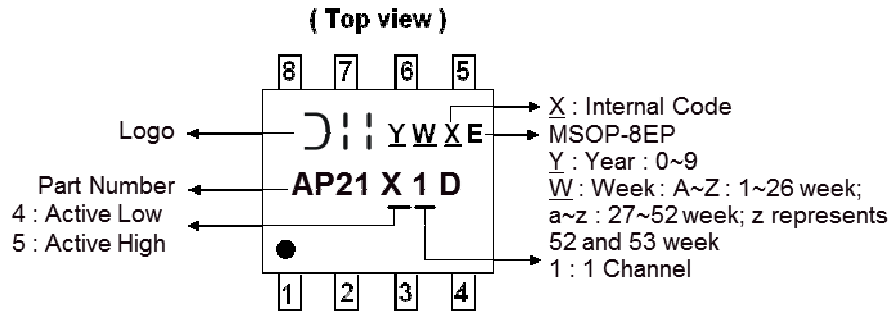 ( Top view )
8 7 6 5
Logo
Y W X E
X : Internal Code
MSOP-8EP
Y : Year : 0~9
W : Week : A~Z : 1~26 week;
a~z : 27~52 week; z represents
52 and 53 week
1 : 1 Channel
Part Number
AP21 X 1 D
4 : Active Low
5 : Active High
1 2 3 4